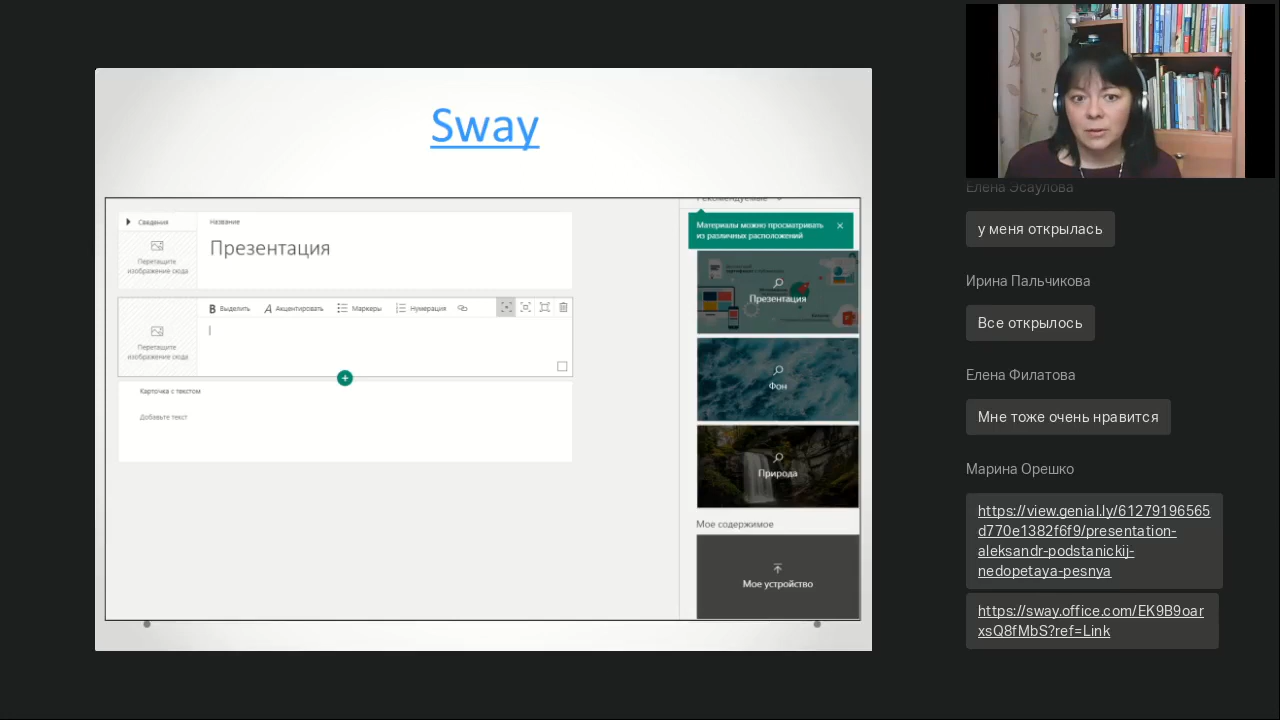 Sway
Сведения
Название
Презентация
Перетащите
изображение сюда
B Выделить
A Акцентировать
Маркеры
Нумерация
Перетащите
изображение сюда
Карточка с текстом
Добавьте текст
Материалы можно просматривать
из различных расположений
Презентация
Фон
Природа
Мое содержимое
Мое устройство
Елена Эсаулова
у меня открылась
Ирина Пальчикова
Все открылось
Елена Филатова
Мне тоже очень нравится
Марина Орешко
https://view.genial.ly/61279196565
d770e1382f6f9/presentation-
aleksandr-podstanickij-
nedopetaya-pesnya
https://sway.office.com/EK9B9oar
xsQ8fMbS?ref=Link